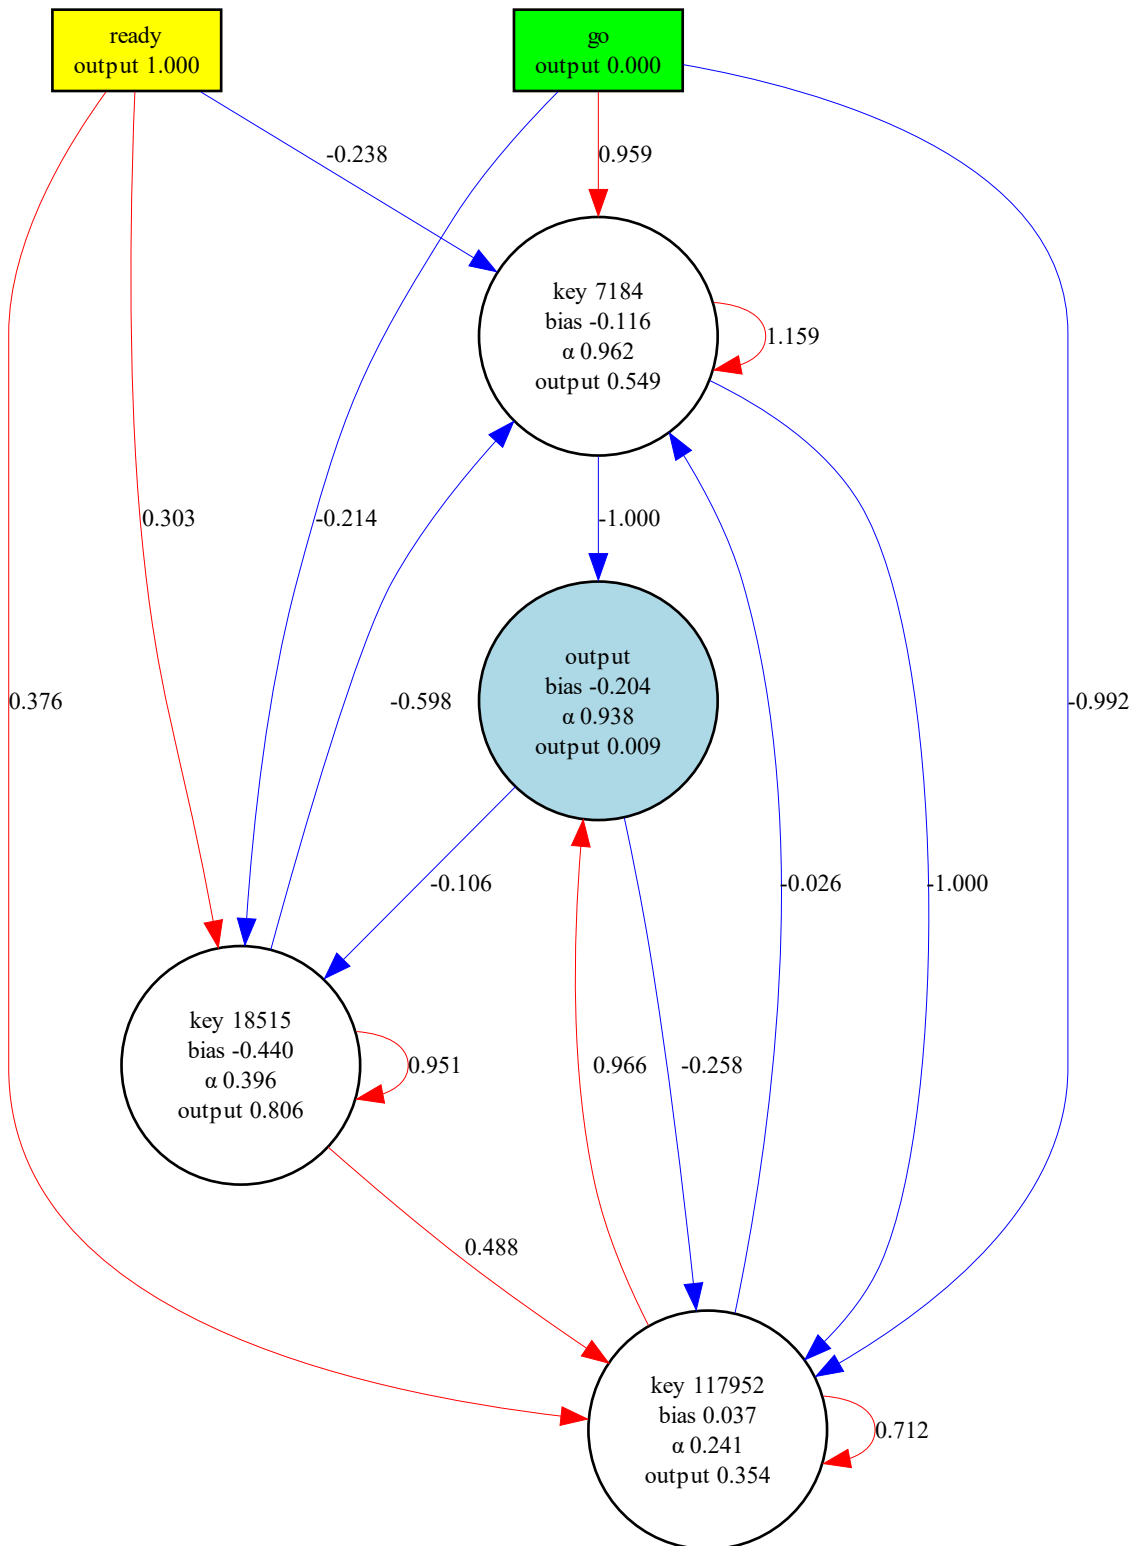 ready
output 1.000
go
output 0.000
-0.238
0.959
key 7184
bias -0.116
α 0.962
output 0.549
1.159
0.303
-0.214
-1.000
output
bias -0.204
α 0.938
output 0.009
0.376
-0.598
-0.992
-0.106
-0.026
-1.000
key 18515
bias -0.440
α 0.396
output 0.806
0.951
0.966
-0.258
0.488
key 117952
bias 0.037
α 0.241
output 0.354
0.712